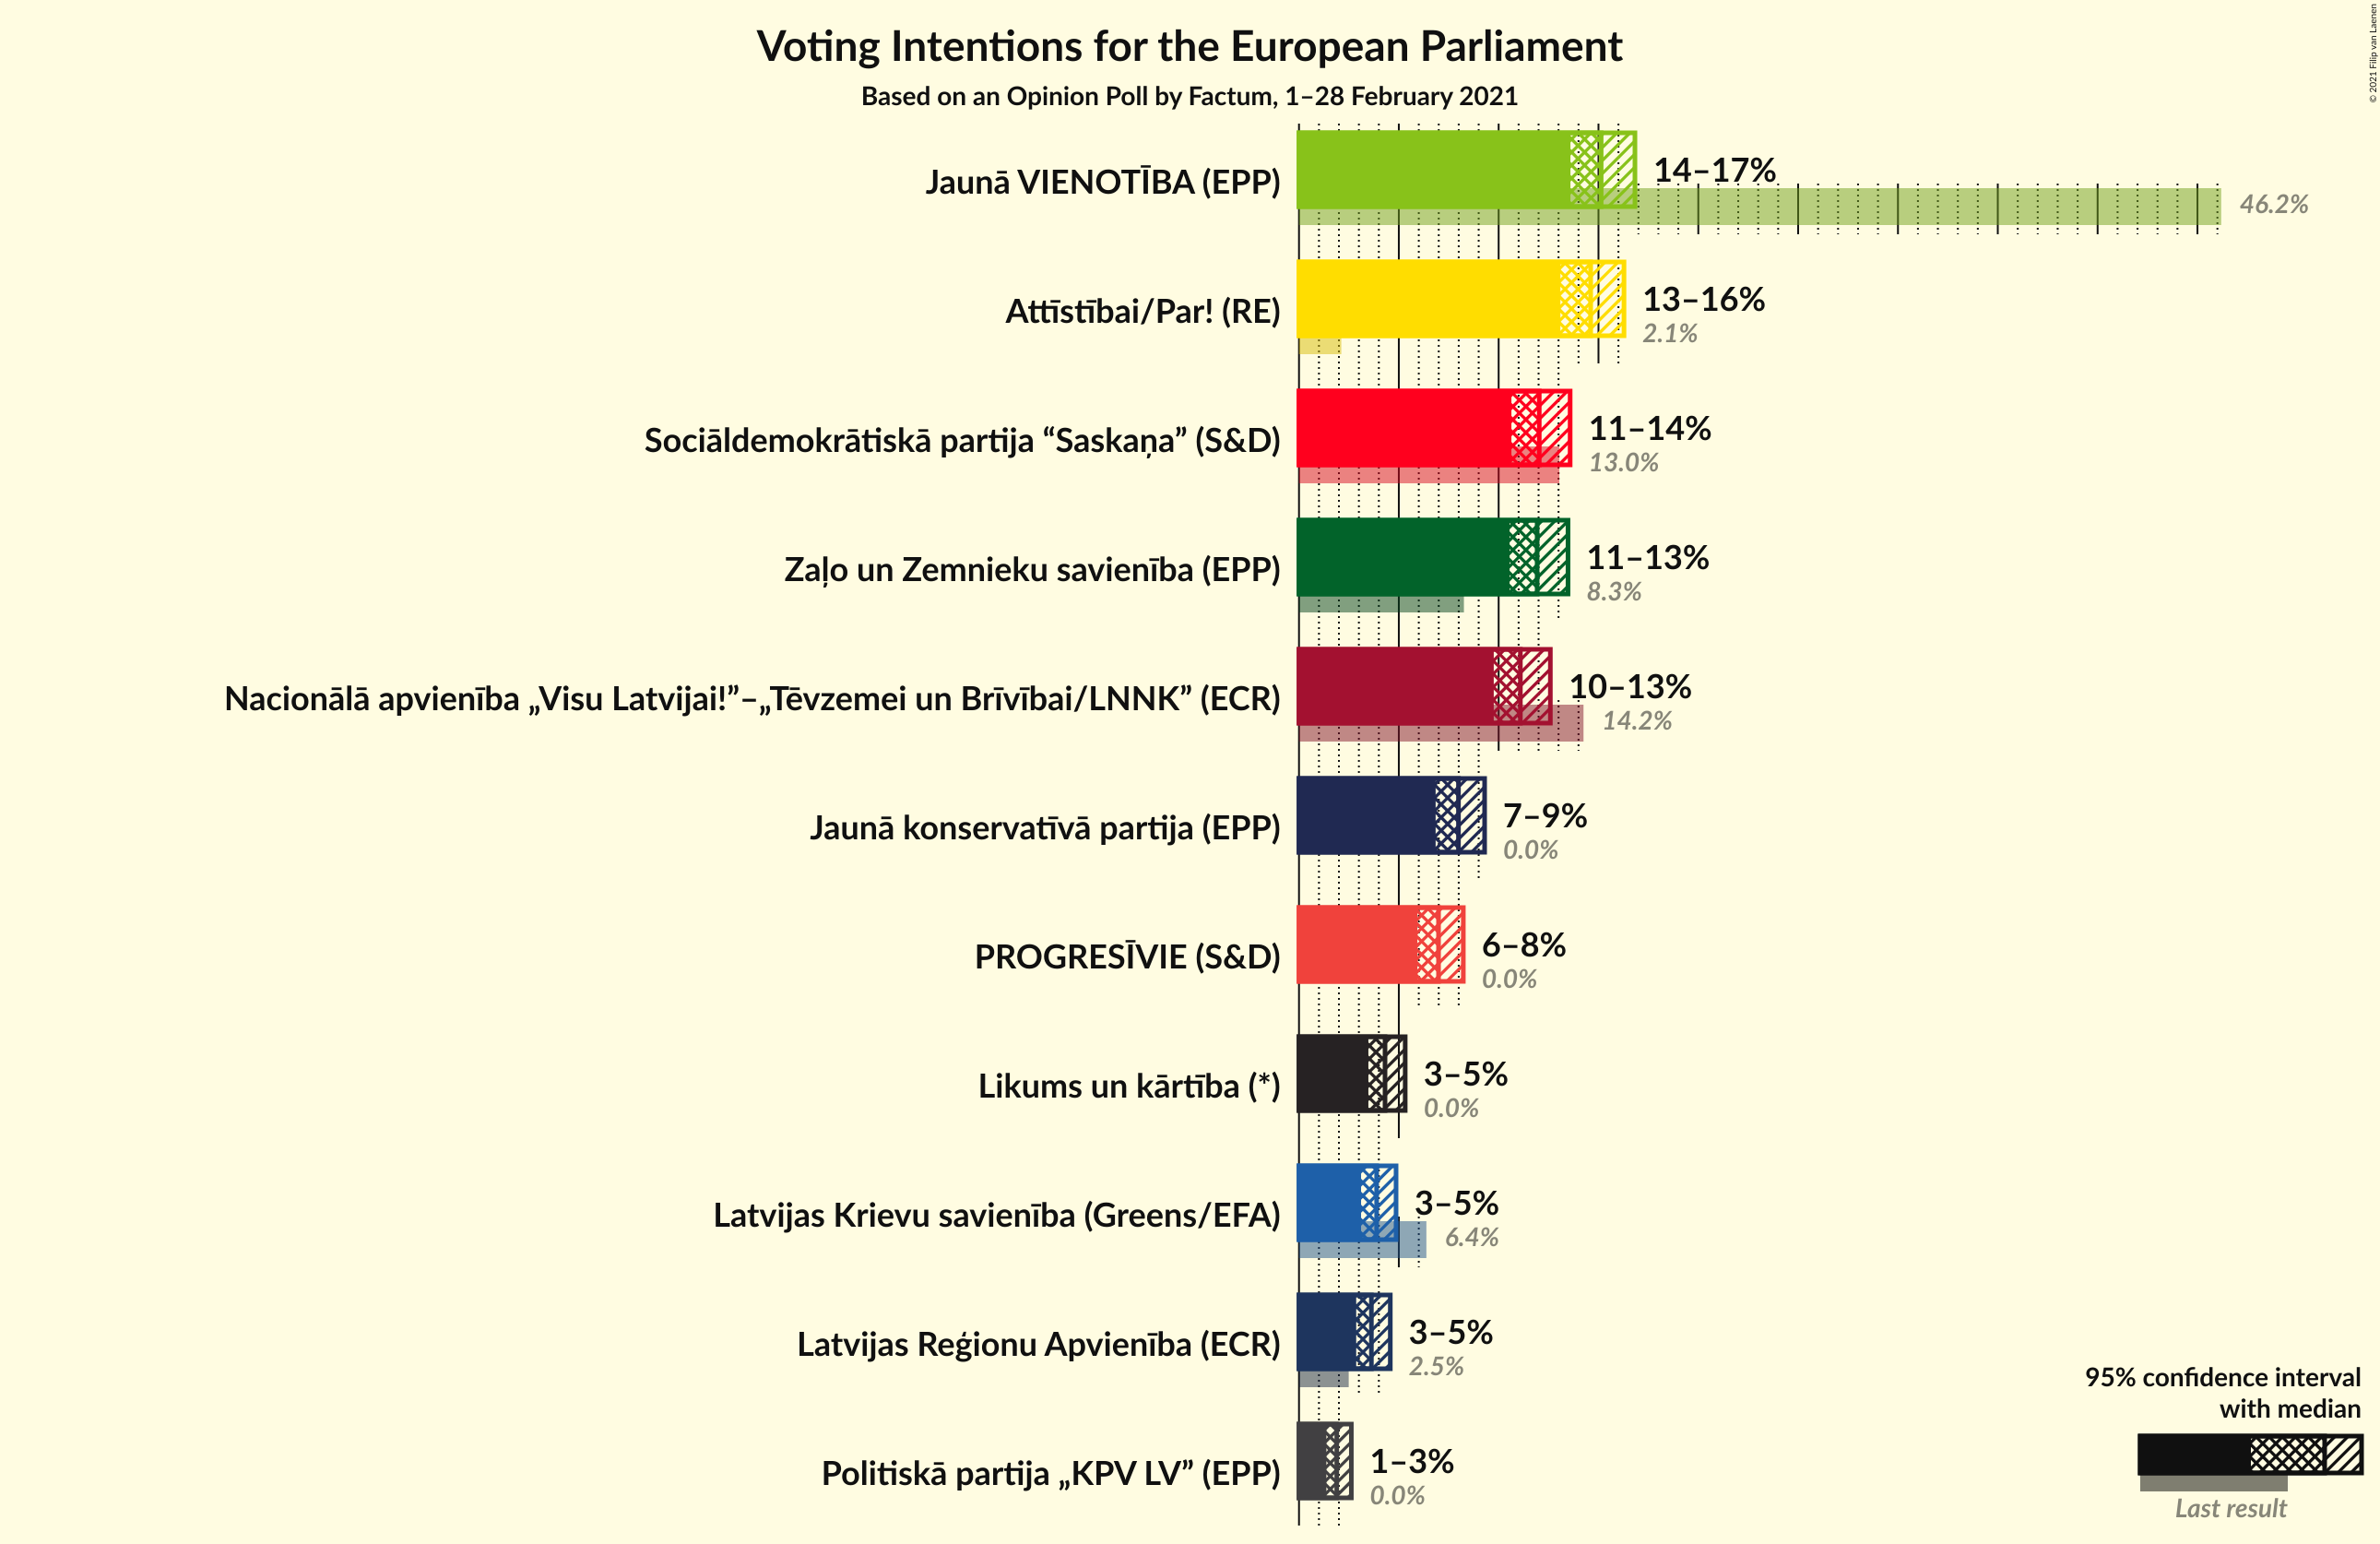 Voting Intentions for the European Parliament
Based on an Opinion Poll by Factum, 1–28 February 2021
© 2021 Filip van Laenen
Jaunā VIENOTĪBA (EPP)
14–17%
46.2%
Attīstībai/Par! (RE)
13–16%
2.1%
Sociāldemokrātiskā partija “Saskaņa” (S&D)
11–14%
13.0%
Zaļo un Zemnieku savienība (EPP)
11–13%
8.3%
Nacionālā apvienība „Visu Latvijai!”–„Tēvzemei un Brīvībai/LNNK” (ECR)
10–13%
14.2%
Jaunā konservatīvā partija (EPP)
7–9%
0.0%
PROGRESĪVIE (S&D)
6–8%
0.0%
Likums un kārtība (*)
3–5%
0.0%
Latvijas Krievu savienība (Greens/EFA)
3–5%
6.4%
Latvijas Reģionu Apvienība (ECR)
3–5%
2.5%
Politiskā partija „KPV LV” (EPP)
1–3%
0.0%
95% confidence interval
with median
Last result